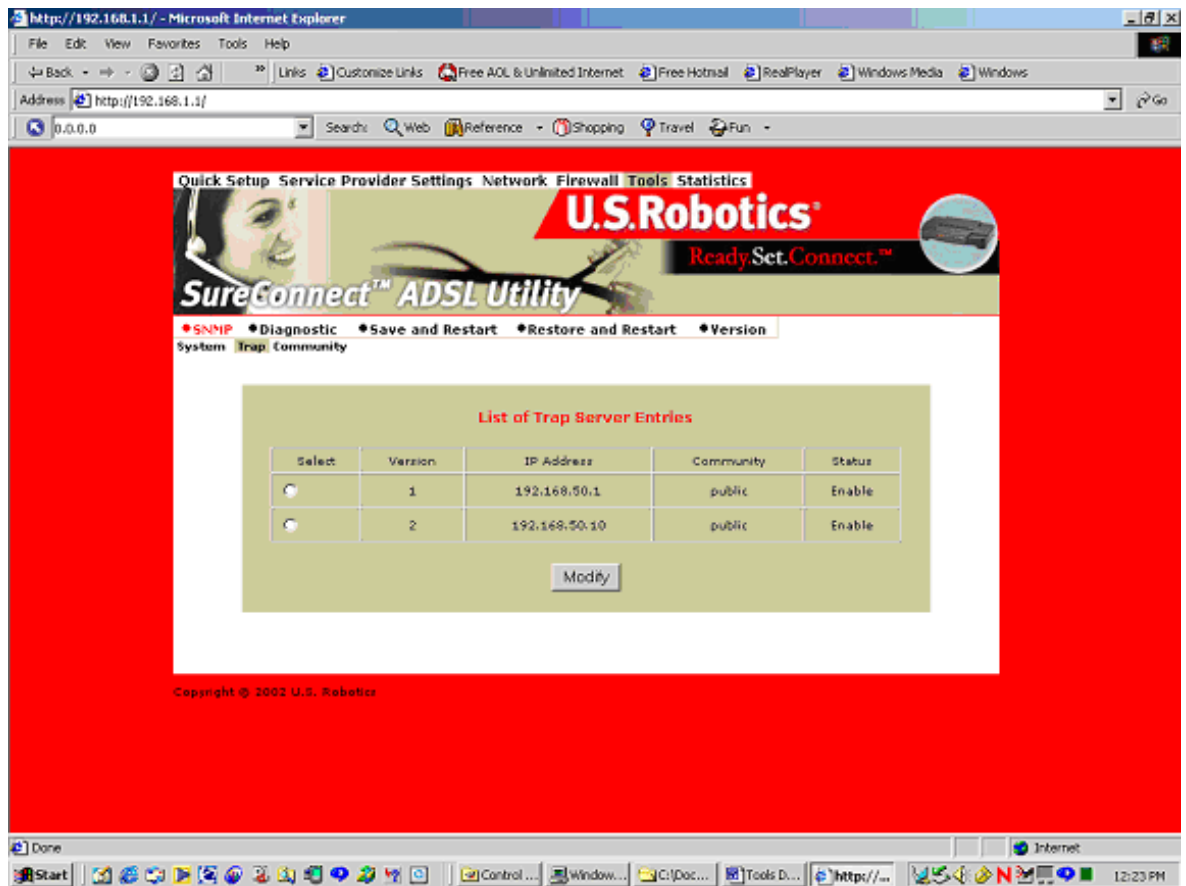 http://192.168.1.1/ - Microsoft Internet Explorer
File Edit View Favorites Tools Help
Back Links Customize Links Free AOL & Unlimited Internet Free Hotmail RealPlayer Windows Media Windows
Address http://192.168.1.1/ Go
0.0.0.0 Search: Web Reference Shopping Travel Fun
Quick Setup Service Provider Settings Network Firewall Tools Statistics
U.S.Robotics
Ready.Set.Connect.™
SureConnect™ ADSL Utility
SNMP Diagnostic Save and Restart Restore and Restart Version
System Trap Community
List of Trap Server Entries
Select Version IP Address Community Status
1 192.168.50.1 public Enable
2 192.168.50.10 public Enable
Modify
Copyright © 2002 U.S. Robotics
Done Internet
Start Control ... Window... C:\Doc... Tools D... http://... N 12:23 PM